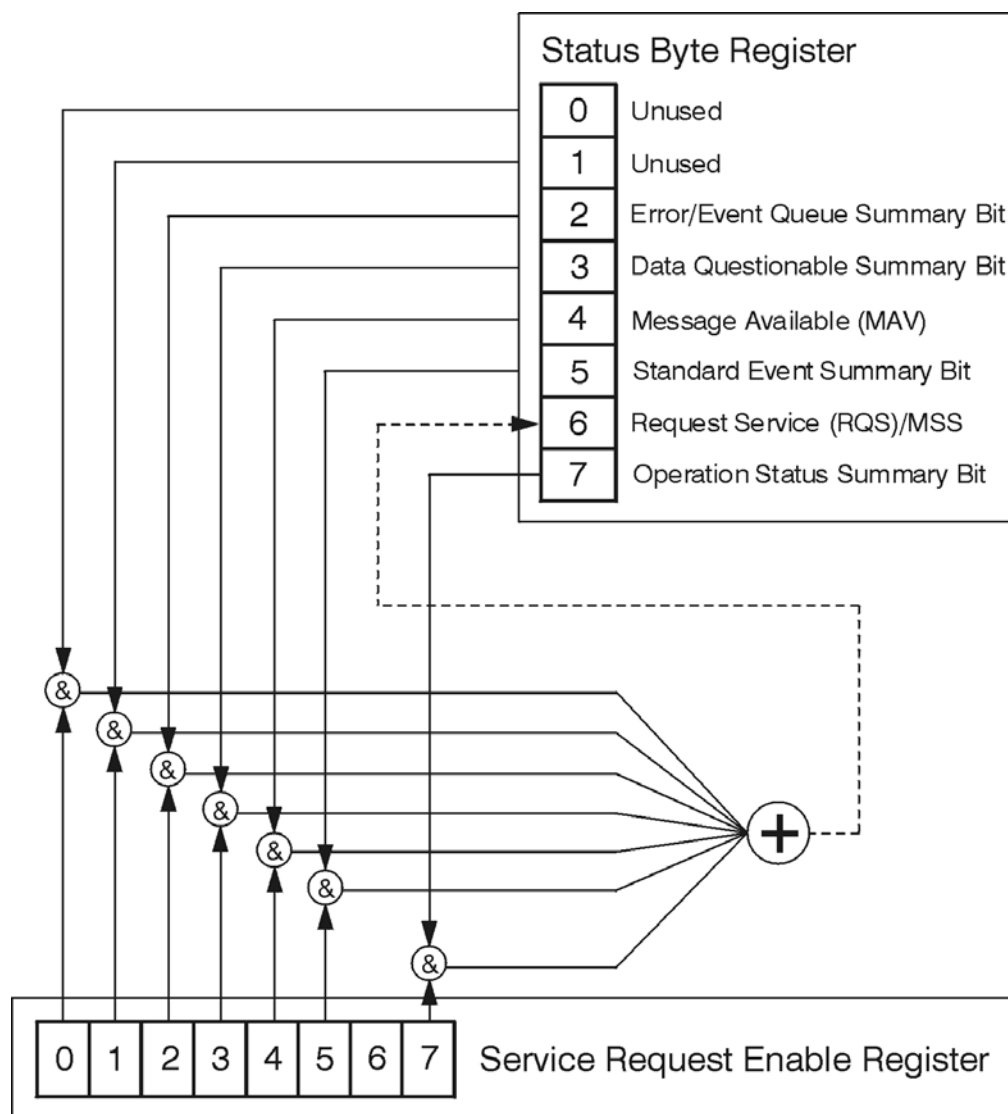 Status Byte Register
0 Unused
1 Unused
2 Error/Event Queue Summary Bit
3 Data Questionable Summary Bit
4 Message Available (MAV)
5 Standard Event Summary Bit
6 Request Service (RQS)/MSS
7 Operation Status Summary Bit
&
&
&
&
&
&
&
+
0 1 2 3 4 5 6 7 Service Request Enable Register